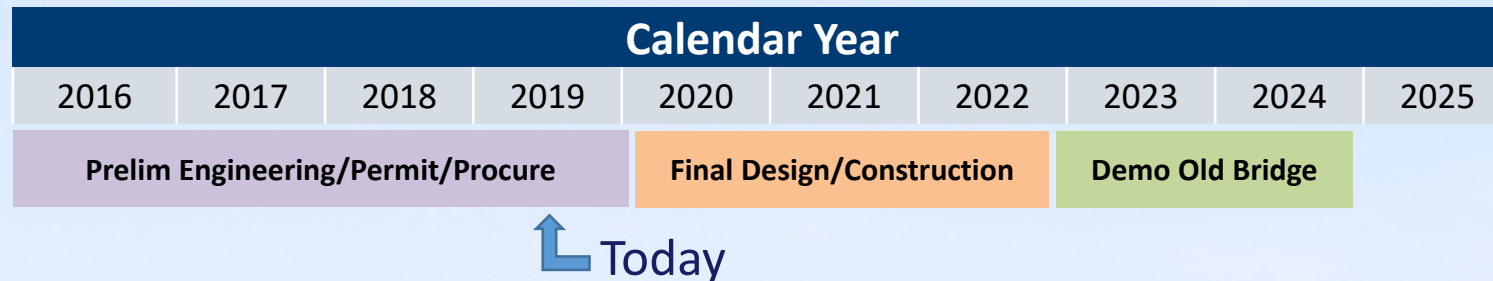 Calendar Year
2016 2017 2018 2019 2020 2021 2022 2023 2024 2025
Prelim Engineering/Permit/Procure Final Design/Construction Demo Old Bridge
Today